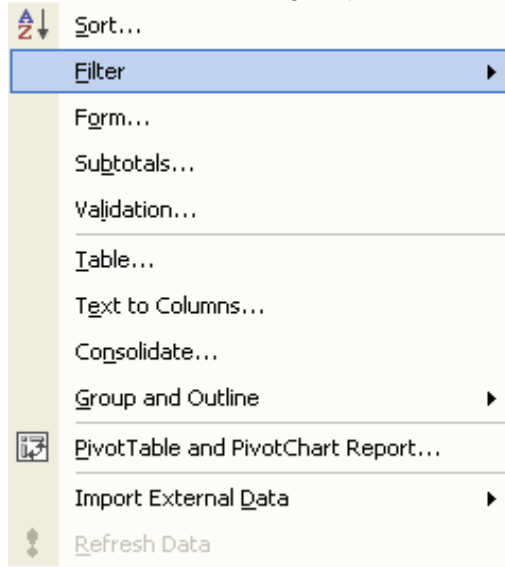 Sort...
Filter
Form...
Subtotals...
Validation...
Table...
Text to Columns...
Consolidate...
Group and Outline
PivotTable and PivotChart Report...
Import External Data
Refresh Data